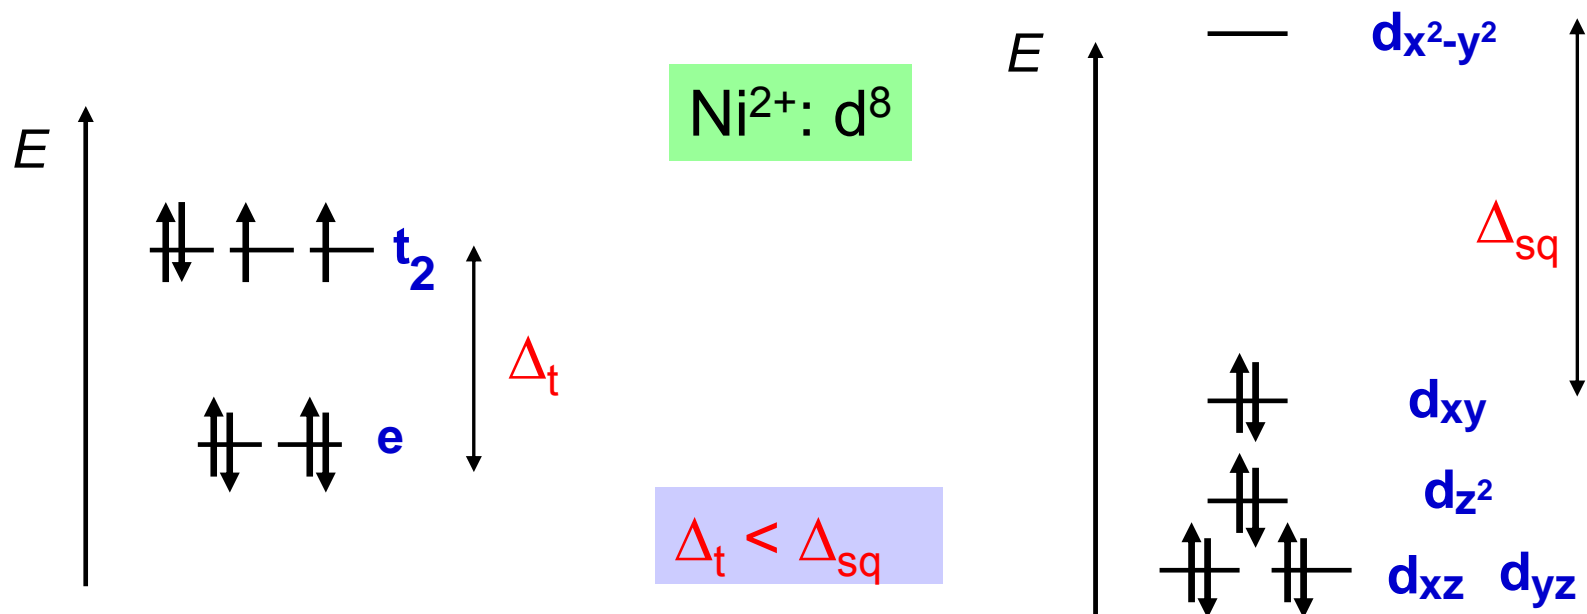 E
t₂
Δt
e
Ni²⁺: d⁸
Δt < Δsq
E
dx²-y²
Δsq
dxy
dz²
dxz dyz